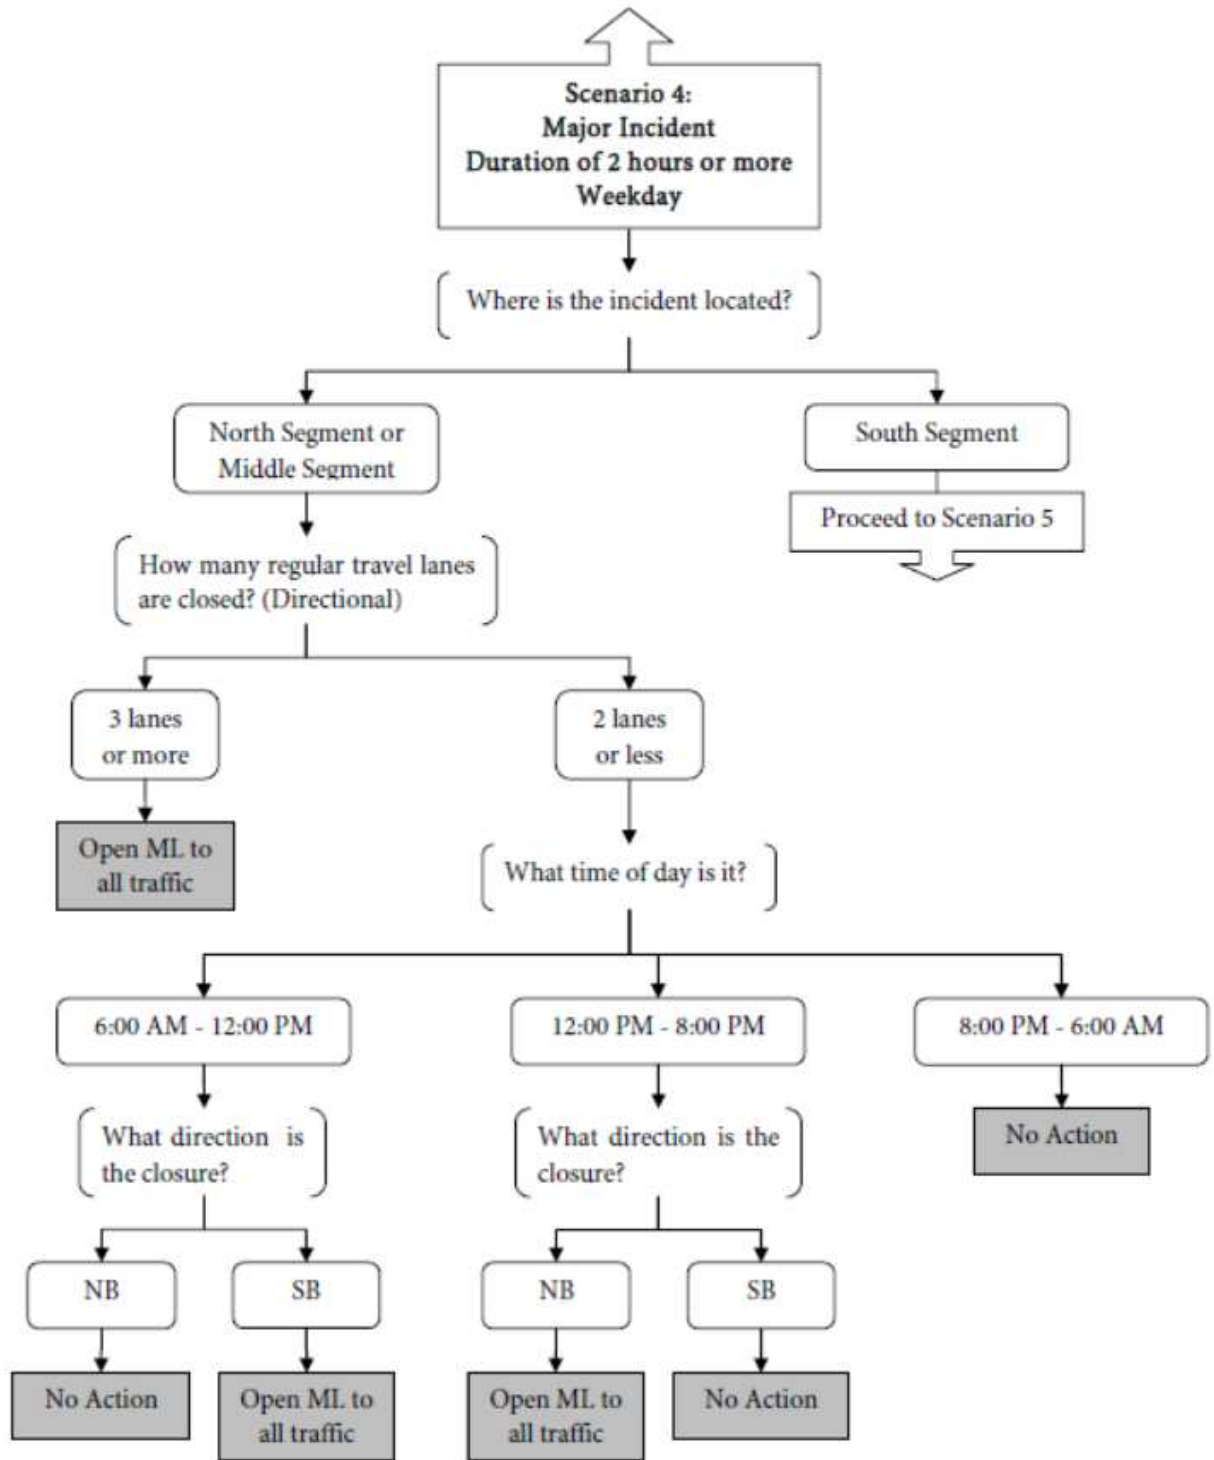 Scenario 4:
Major Incident
Duration of 2 hours or more
Weekday
Where is the incident located?
North Segment or
Middle Segment
South Segment
Proceed to Scenario 5
How many regular travel lanes
are closed? (Directional)
3 lanes
or more
2 lanes
or less
Open ML to
all traffic
What time of day is it?
6:00 AM - 12:00 PM
12:00 PM - 8:00 PM
8:00 PM - 6:00 AM
What direction is
the closure?
What direction is the
closure?
No Action
NB
SB
NB
SB
No Action
Open ML to
all traffic
Open ML to
all traffic
No Action